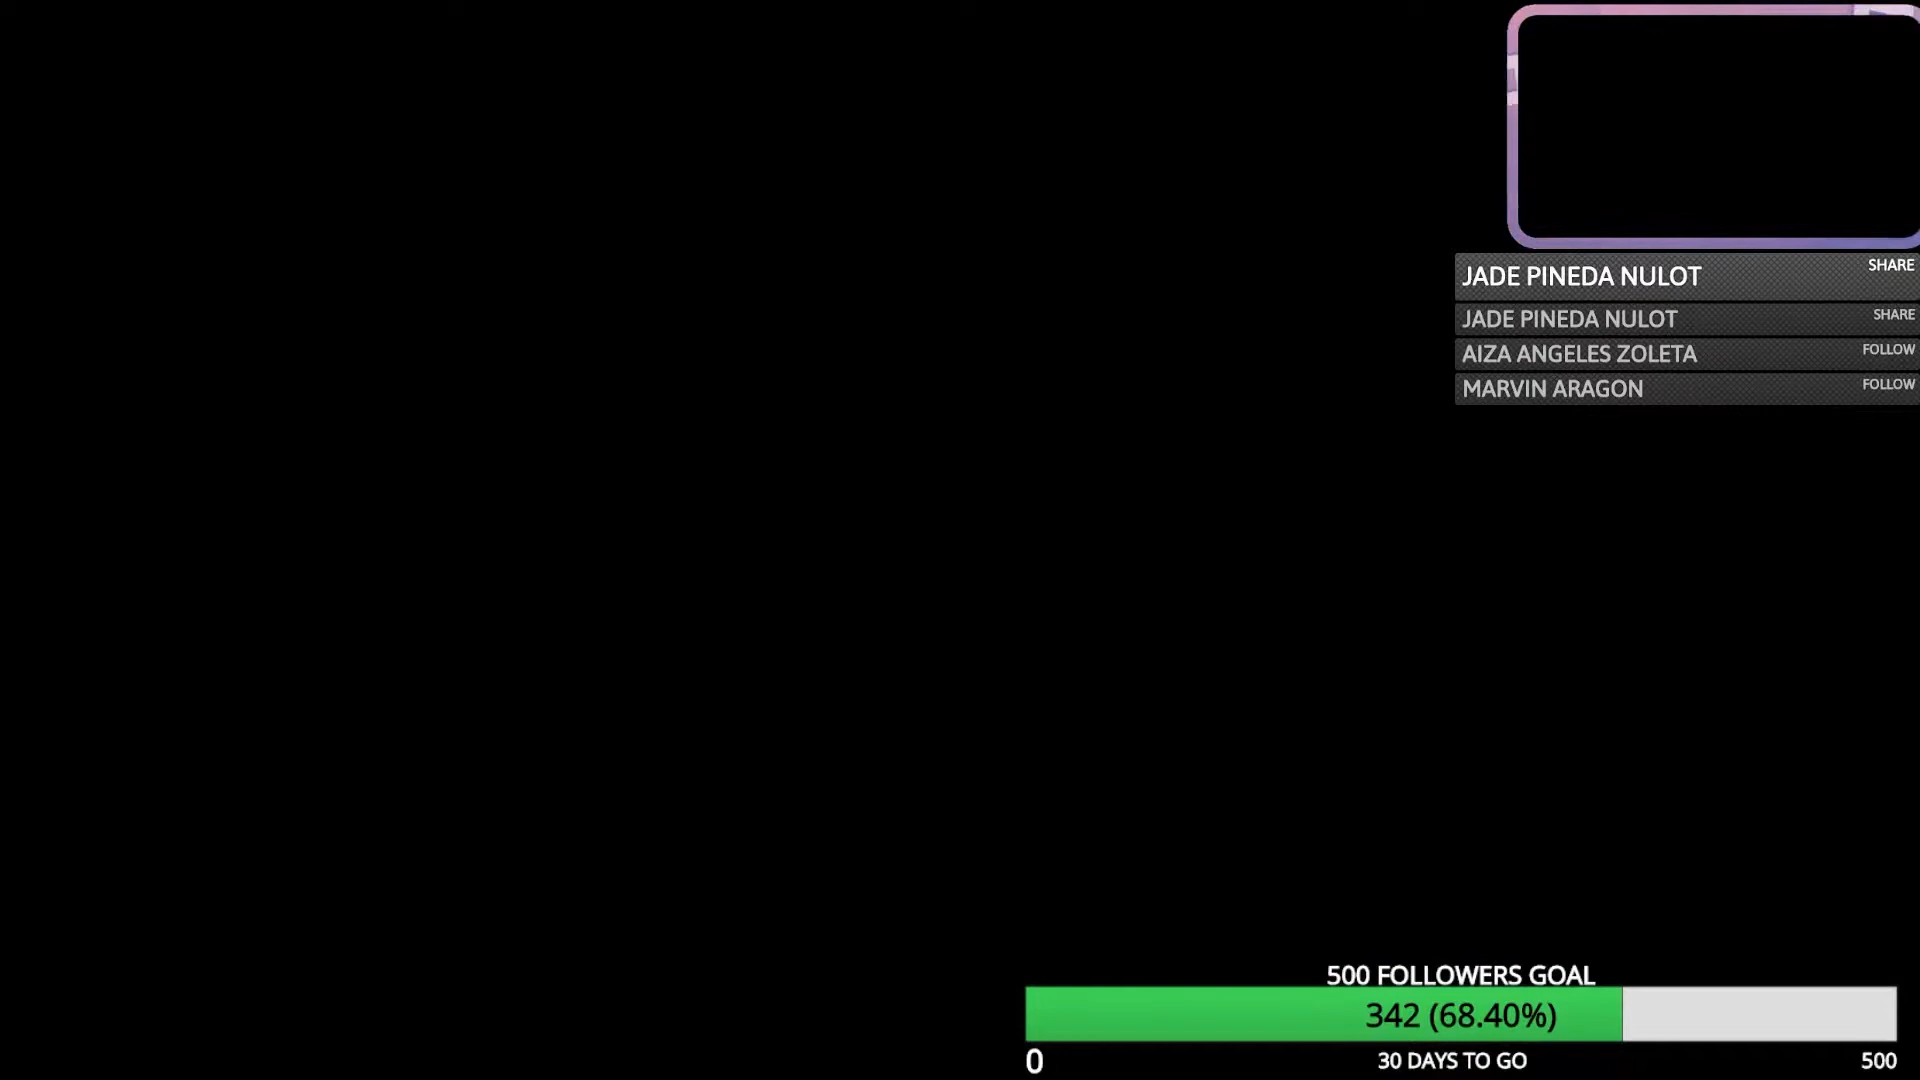 JADE PINEDA NULOT SHARE
JADE PINEDA NULOT SHARE
AIZA ANGELES ZOLETA FOLLOW
MARVIN ARAGON FOLLOW
500 FOLLOWERS GOAL
342 (68.40%)
0 30 DAYS TO GO 500